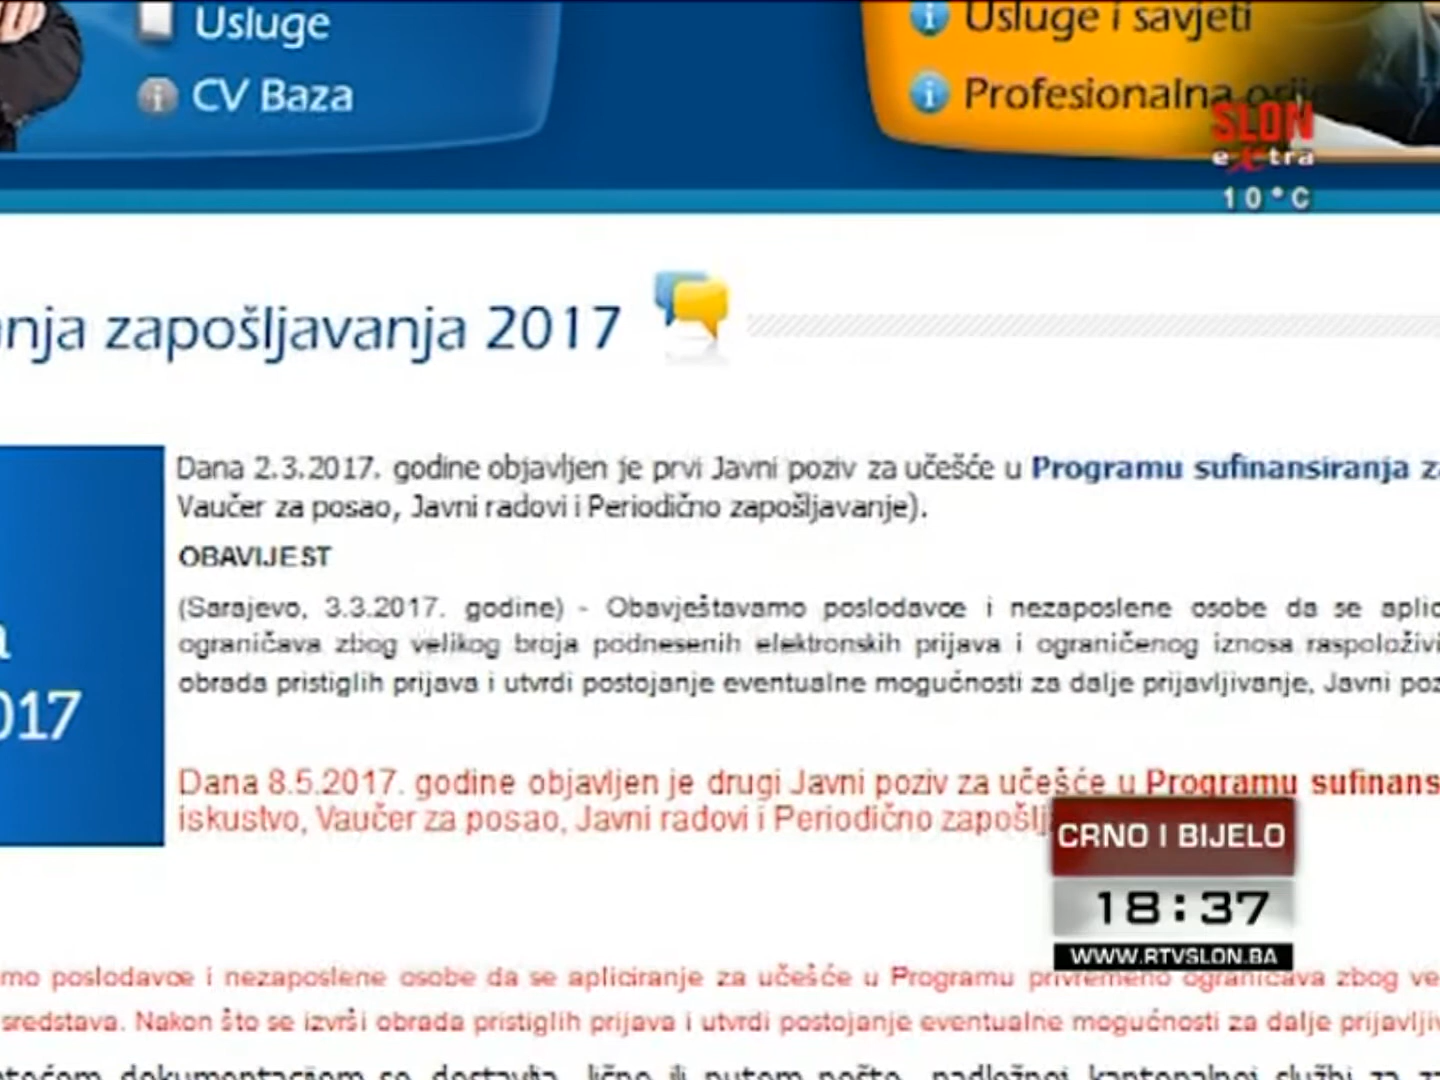 Usluge
CV Baza
Usluge i savjeti
Profesionalna
SLON
extra
10°C
zapošljavanja 2017
Dana 2.3.2017. godine objavljen je prvi Javni poziv za učešće u Programu sufinansiranja
Vaučer za posao, Javni radovi i Periodično zapošljavanje).
OBAVIJEST
(Sarajevo, 3.3.2017. godine) - Obavještavamo poslodavce i nezaposlene osobe da se
ograničava zbog velikog broja podnesenih elektronskih prijava i ograničenog iznosa
obrada pristiglih prijava i utvrdi postojanje eventualne mogućnosti za dalje prijavljivanje, Javni
017
Dana 8.5.2017. godine objavljen je drugi Javni poziv za učešće u Programu
iskustvo, Vaučer za posao, Javni radovi i Periodično
CRNO I BIJELO
18:37
WWW.RTVSLON.BA
poslodavce i nezaposlene osobe da se apliciranje za učešće u Programu privremeno ograničava zbog
sredstava. Nakon što se izvrši obrada pristiglih prijava i utvrdi postojanje eventualne mogućnosti za dalje